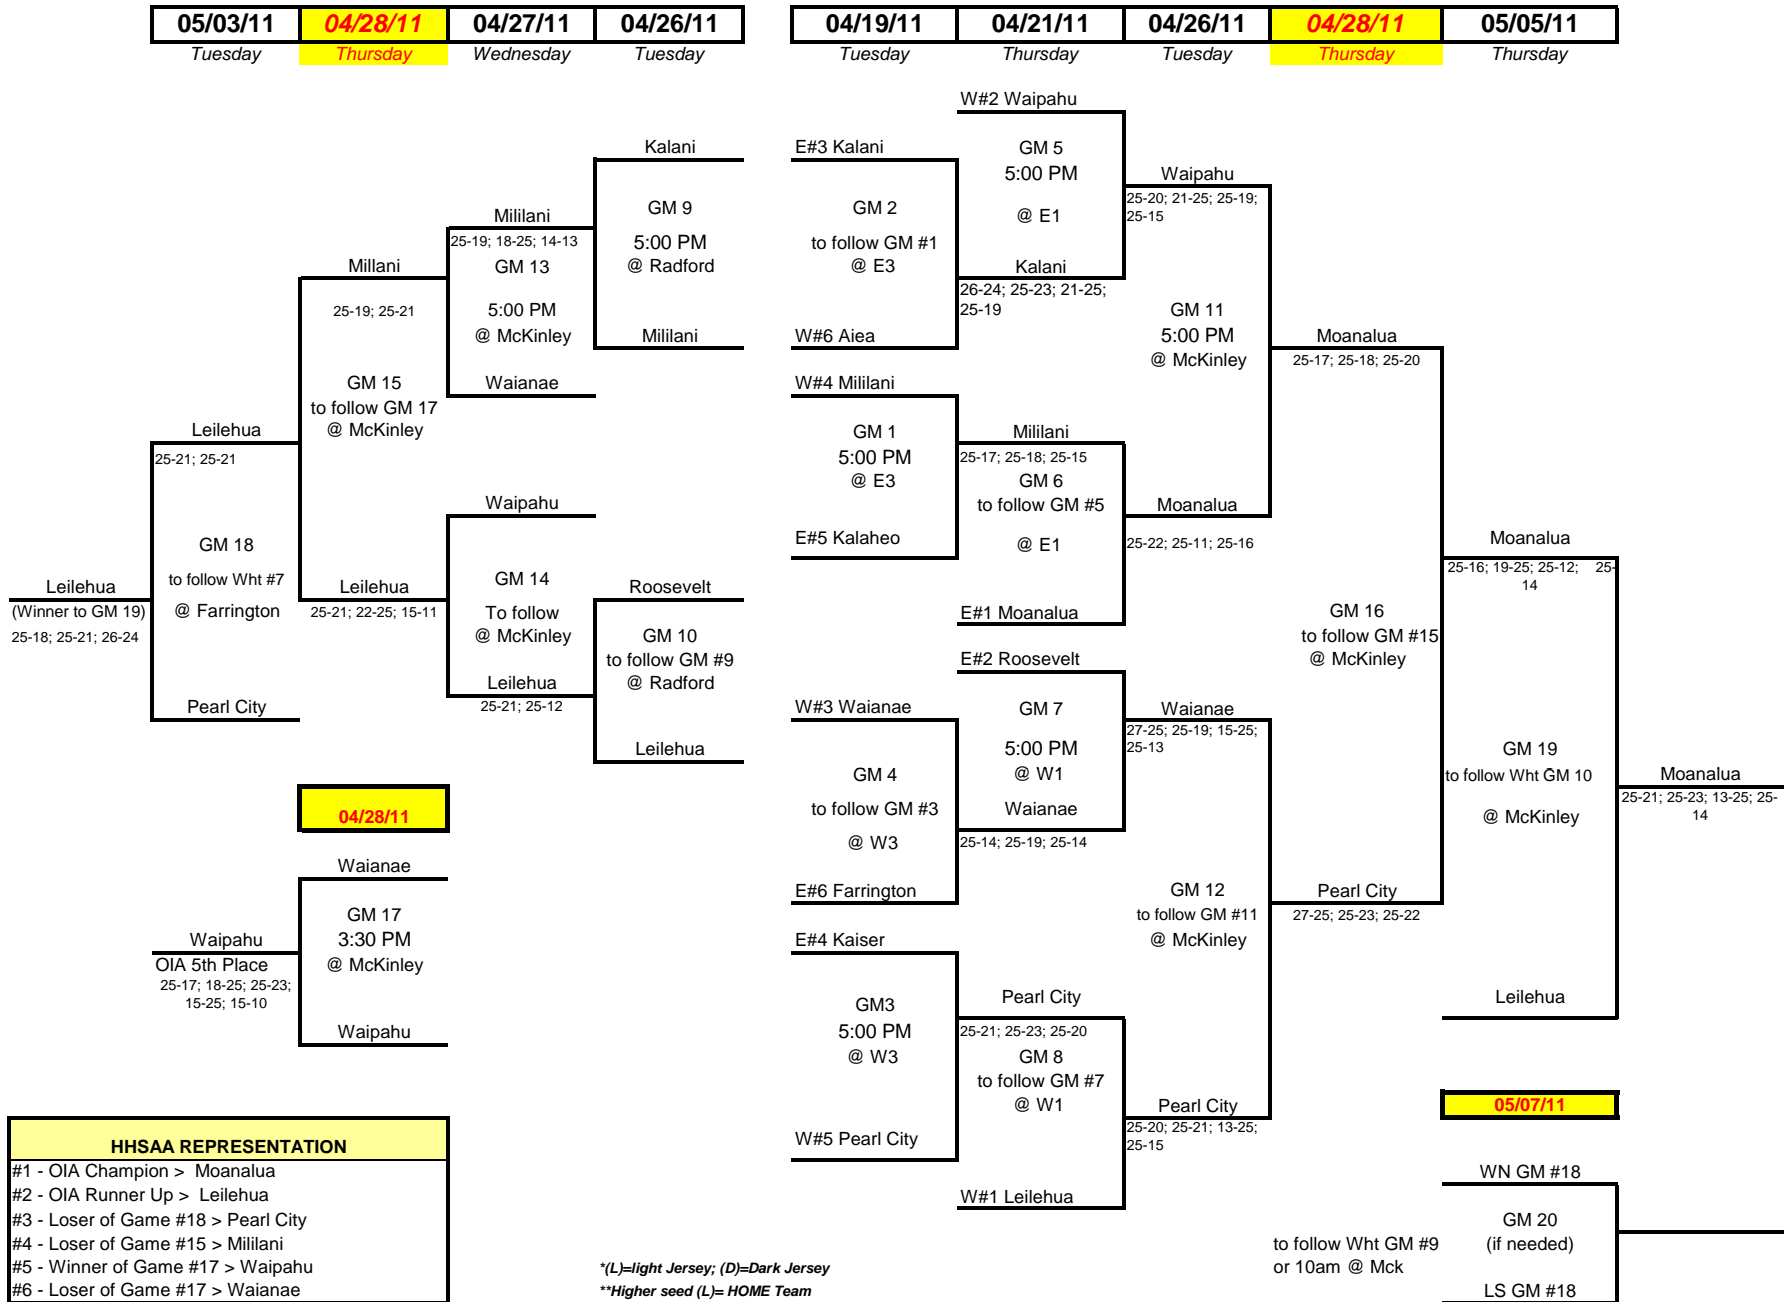 05/03/11 04/28/11 04/27/11 04/26/11 04/19/11 04/21/11 04/26/11 04/28/11 05/05/11
Tuesday Thursday Wednesday Tuesday Tuesday Thursday Tuesday Thursday Thursday
Kalani
GM 9
5:00 PM
@ Radford
Mililani
Mililani
25-19; 18-25; 14-13
GM 13
5:00 PM
@ McKinley
Waianae
Millani
25-19; 25-21
GM 15
to follow GM 17
@ McKinley
Leilehua
25-21; 25-21
GM 18
to follow Wht #7
@ Farrington
Pearl City
Leilehua
(Winner to GM 19)
25-18; 25-21; 26-24
Waipahu
GM 14
To follow
@ McKinley
Leilehua
25-21; 25-12
Leilehua
25-21; 22-25; 15-11
Roosevelt
GM 10
to follow GM #9
@ Radford
Leilehua
04/28/11
Waianae
GM 17
3:30 PM
@ McKinley
Waipahu
Waipahu
OIA 5th Place
25-17; 18-25; 25-23;
15-25; 15-10
HHSAA REPRESENTATION
#1 - OIA Champion > Moanalua
#2 - OIA Runner Up > Leilehua
#3 - Loser of Game #18 > Pearl City
#4 - Loser of Game #15 > Mililani
#5 - Winner of Game #17 > Waipahu
#6 - Loser of Game #17 > Waianae
*(L)=light Jersey; (D)=Dark Jersey
**Higher seed (L)= HOME Team
E#3 Kalani
GM 2
to follow GM #1
@ E3
W#6 Aiea
W#4 Mililani
GM 1
5:00 PM
@ E3
E#5 Kalaheo
W#3 Waianae
GM 4
to follow GM #3
@ W3
E#6 Farrington
E#4 Kaiser
GM3
5:00 PM
@ W3
W#5 Pearl City
W#2 Waipahu
GM 5
5:00 PM
@ E1
Kalani
26-24; 25-23; 21-25;
25-19
Mililani
25-17; 25-18; 25-15
GM 6
to follow GM #5
@ E1
E#1 Moanalua
E#2 Roosevelt
GM 7
5:00 PM
@ W1
Waianae
25-14; 25-19; 25-14
Pearl City
25-21; 25-23; 25-20
GM 8
to follow GM #7
@ W1
W#1 Leilehua
Waipahu
25-20; 21-25; 25-19;
25-15
GM 11
5:00 PM
@ McKinley
Moanalua
25-22; 25-11; 25-16
Waianae
27-25; 25-19; 15-25;
25-13
GM 12
to follow GM #11
@ McKinley
Pearl City
25-20; 25-21; 13-25;
25-15
Moanalua
25-17; 25-18; 25-20
GM 16
to follow GM #15
@ McKinley
Pearl City
27-25; 25-23; 25-22
Moanalua
25-16; 19-25; 25-12; 25-
14
GM 19
to follow Wht GM 10
@ McKinley
Leilehua
Moanalua
25-21; 25-23; 13-25; 25-
14
05/07/11
WN GM #18
GM 20
(if needed)
to follow Wht GM #9
or 10am @ Mck
LS GM #18